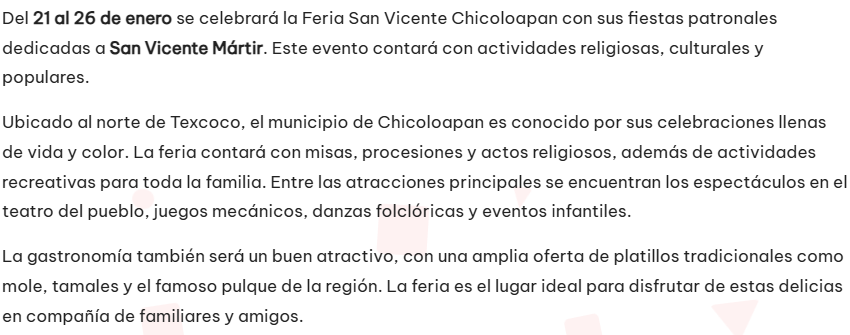 Del 21 al 26 de enero se celebrará la Feria San Vicente Chicoloapan con sus fiestas patronales
dedicadas a San Vicente Mártir. Este evento contará con actividades religiosas, culturales y
populares.
Ubicado al norte de Texcoco, el municipio de Chicoloapan es conocido por sus celebraciones llenas
de vida y color. La feria contará con misas, procesiones y actos religiosos, además de actividades
recreativas para toda la familia. Entre las atracciones principales se encuentran los espectáculos en el
teatro del pueblo, juegos mecánicos, danzas folclóricas y eventos infantiles.
La gastronomía también será un buen atractivo, con una amplia oferta de platillos tradicionales como
mole, tamales y el famoso pulque de la región. La feria es el lugar ideal para disfrutar de estas delicias
en compañía de familiares y amigos.